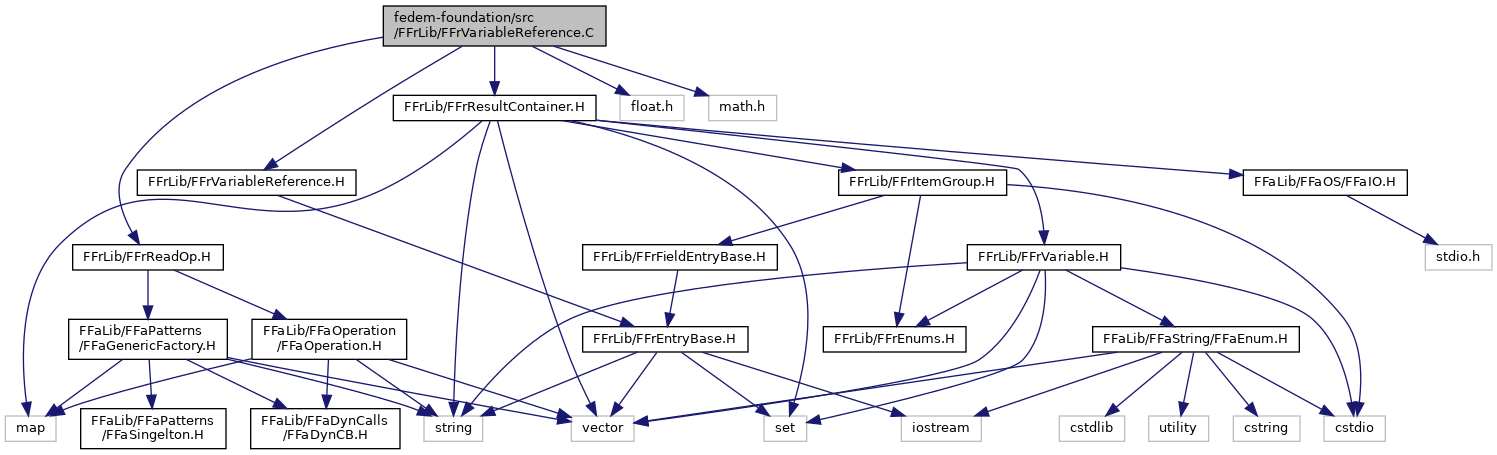 fedem-foundation/src
/FFrLib/FFrVariableReference.C
FFrLib/FFrResultContainer.H
float.h
math.h
FFrLib/FFrVariableReference.H
FFrLib/FFrItemGroup.H
FFaLib/FFaOS/FFaIO.H
FFrLib/FFrReadOp.H
FFrLib/FFrFieldEntryBase.H
FFrLib/FFrVariable.H
stdio.h
FFaLib/FFaPatterns
/FFaGenericFactory.H
FFaLib/FFaOperation
/FFaOperation.H
FFrLib/FFrEntryBase.H
FFrLib/FFrEnums.H
FFaLib/FFaString/FFaEnum.H
map
FFaLib/FFaPatterns
/FFaSingelton.H
FFaLib/FFaDynCalls
/FFaDynCB.H
string
vector
set
iostream
cstdlib
utility
cstring
cstdio